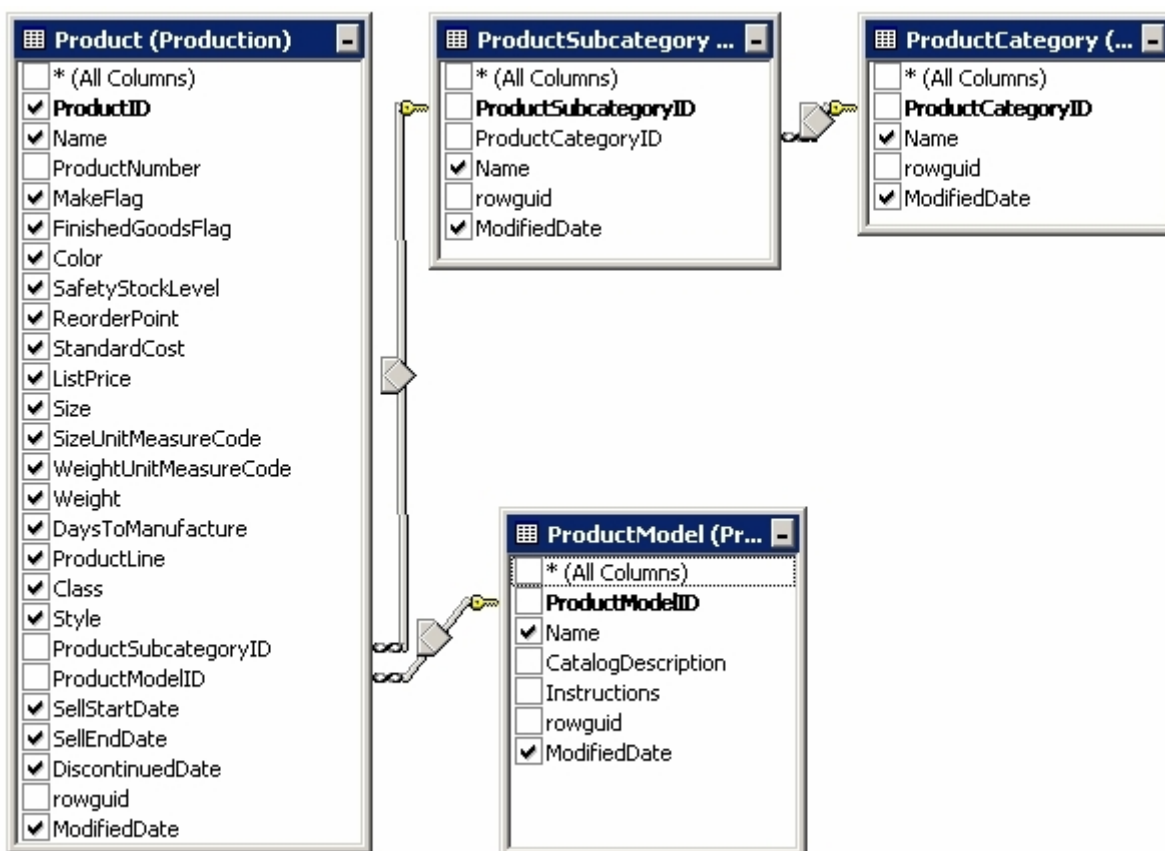 Product (Production)
* (All Columns)
ProductID
Name
ProductNumber
MakeFlag
FinishedGoodsFlag
Color
SafetyStockLevel
ReorderPoint
StandardCost
ListPrice
Size
SizeUnitMeasureCode
WeightUnitMeasureCode
Weight
DaysToManufacture
ProductLine
Class
Style
ProductSubcategoryID
ProductModelID
SellStartDate
SellEndDate
DiscontinuedDate
rowguid
ModifiedDate
ProductSubcategory ...
* (All Columns)
ProductSubcategoryID
ProductCategoryID
Name
rowguid
ModifiedDate
ProductCategory (...
* (All Columns)
ProductCategoryID
Name
rowguid
ModifiedDate
ProductModel (Pr...
* (All Columns)
ProductModelID
Name
CatalogDescription
Instructions
rowguid
ModifiedDate